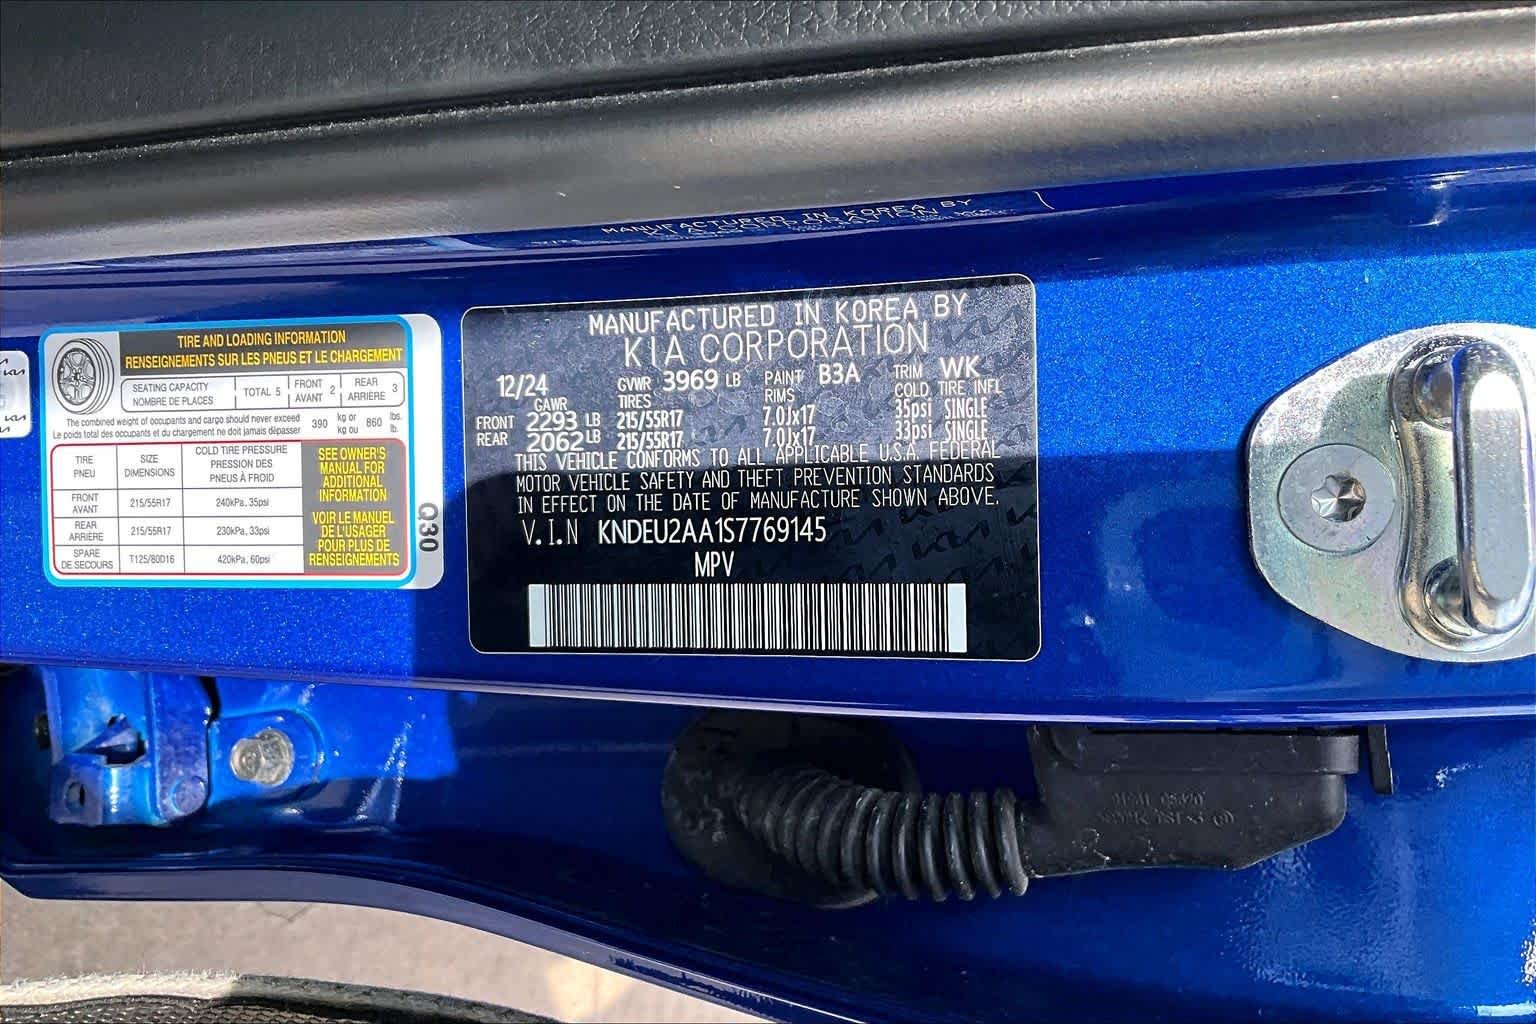 MANUFACTURED IN KOREA BY
KIA CORPORATION
TIRE AND LOADING INFORMATION
RENSEIGNEMENTS SUR LES PNEUS ET LE CHARGEMENT
SEATING CAPACITY
NOMBRE DE PLACES
TOTAL 5
FRONT
AVANT 2
REAR
ARRIÈRE 3
The combined weight of occupants and cargo should never exceed
Le poids total des occupants et du chargement ne doit jamais dépasser
390
kg or
kg ou
860
lbs.
lb.
TIRE
PNEU
SIZE
DIMENSIONS
COLD TIRE PRESSURE
PRESSION DES
PNEUS À FROID
FRONT
AVANT
215/55R17
240kPa, 35psi
REAR
ARRIÈRE
215/55R17
230kPa, 33psi
SPARE
DE SECOURS
T125/80D16
420kPa, 60psi
SEE OWNER'S
MANUAL FOR
ADDITIONAL
INFORMATION
VOIR LE MANUEL
DE L'USAGER
POUR PLUS DE
RENSEIGNEMENTS
Q30
MANUFACTURED IN KOREA BY
KIA CORPORATION
12/24 GVWR 3969 LB PAINT B3A TRIM WK
GAWR TIRES RIMS COLD TIRE INFL
FRONT 2293 LB 215/55R17 7.0Jx17 35psi SINGLE
REAR 2062 LB 215/55R17 7.0Jx17 33psi SINGLE
THIS VEHICLE CONFORMS TO ALL APPLICABLE U.S.A. FEDERAL
MOTOR VEHICLE SAFETY AND THEFT PREVENTION STANDARDS
IN EFFECT ON THE DATE OF MANUFACTURE SHOWN ABOVE.
V.I.N KNDEU2AA1S7769145
MPV